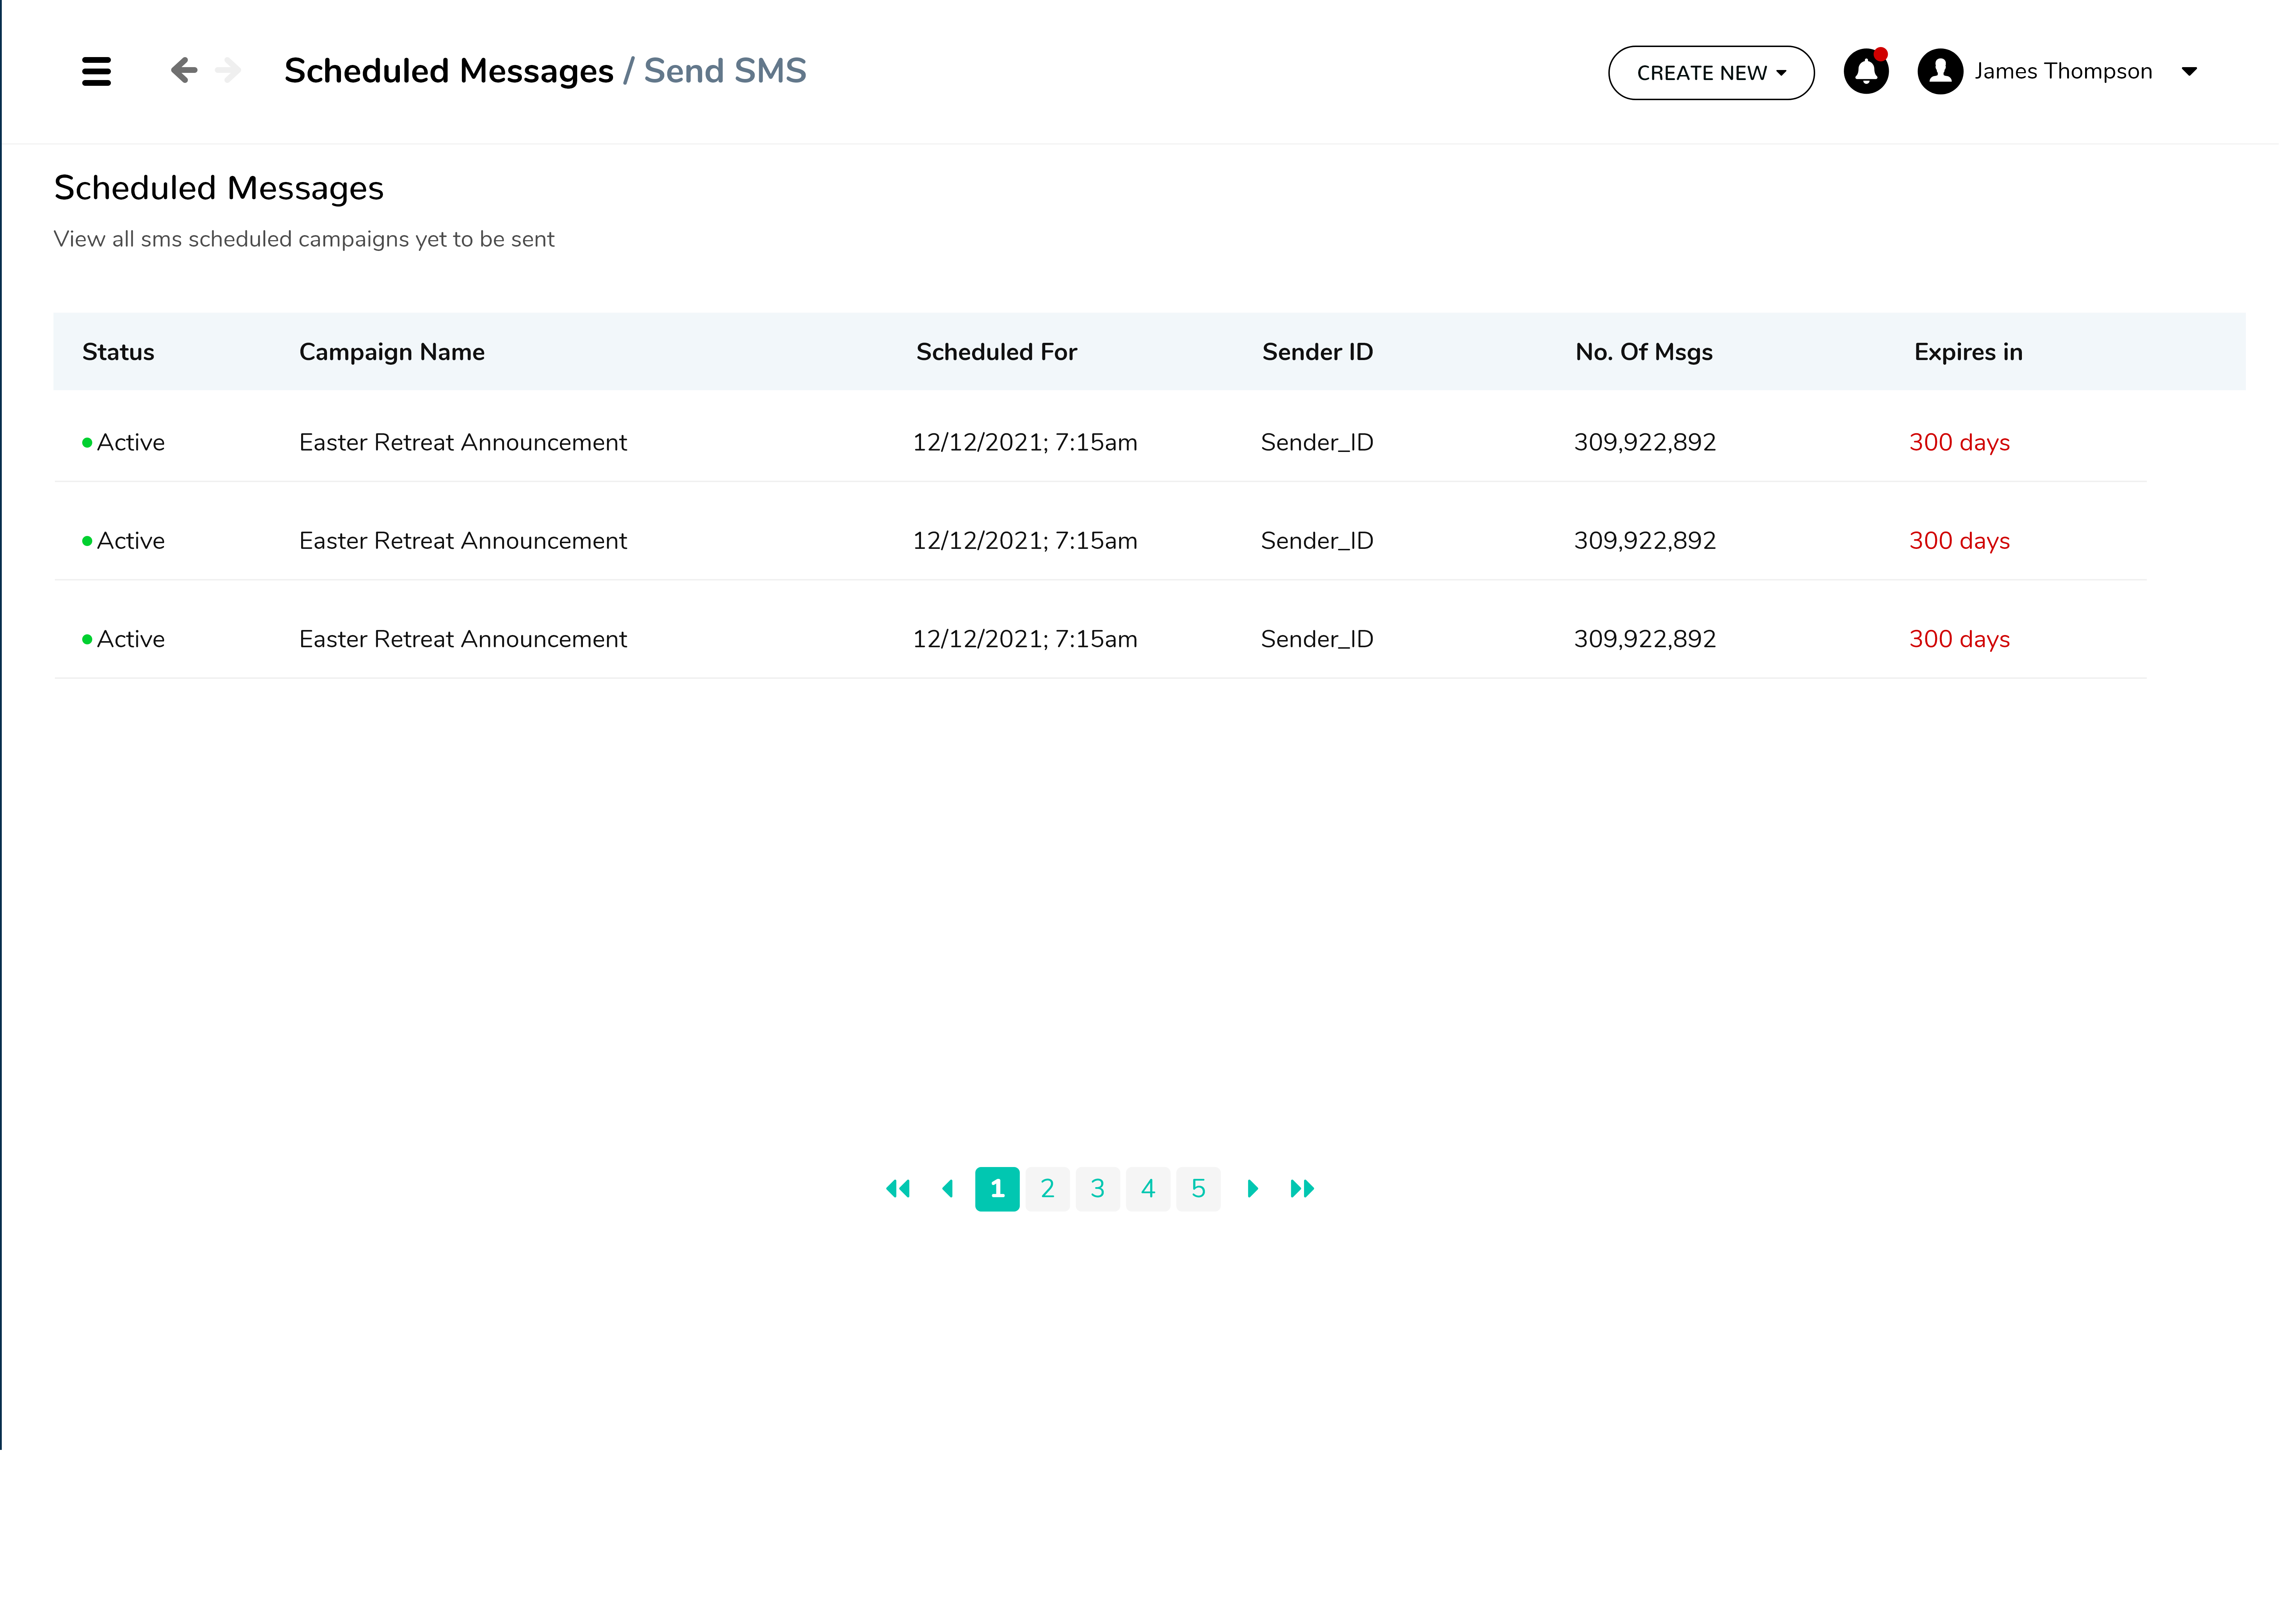 Scheduled Messages / Send SMS
CREATE NEW
James Thompson
Scheduled Messages
View all sms scheduled campaigns yet to be sent
Status Campaign Name Scheduled For Sender ID No. Of Msgs Expires in
Active Easter Retreat Announcement 12/12/2021; 7:15am Sender_ID 309,922,892 300 days
Active Easter Retreat Announcement 12/12/2021; 7:15am Sender_ID 309,922,892 300 days
Active Easter Retreat Announcement 12/12/2021; 7:15am Sender_ID 309,922,892 300 days
1 2 3 4 5